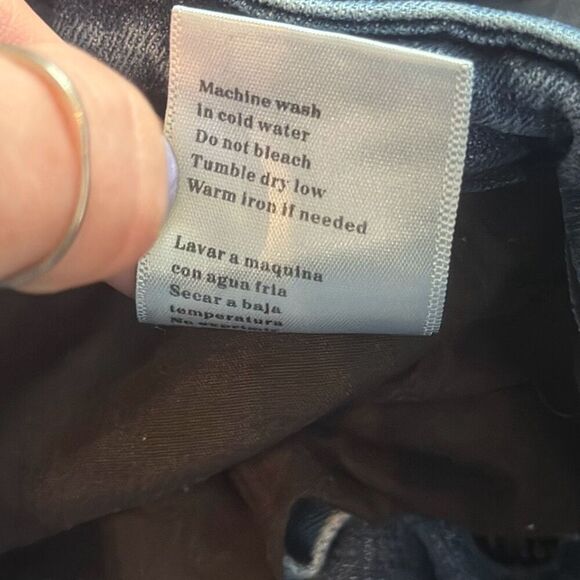 Machine wash
in cold water
Do not bleach
Tumble dry low
Warm iron if needed
Lavar a maquina
con agua fria
Secar a baja
temperatura
No